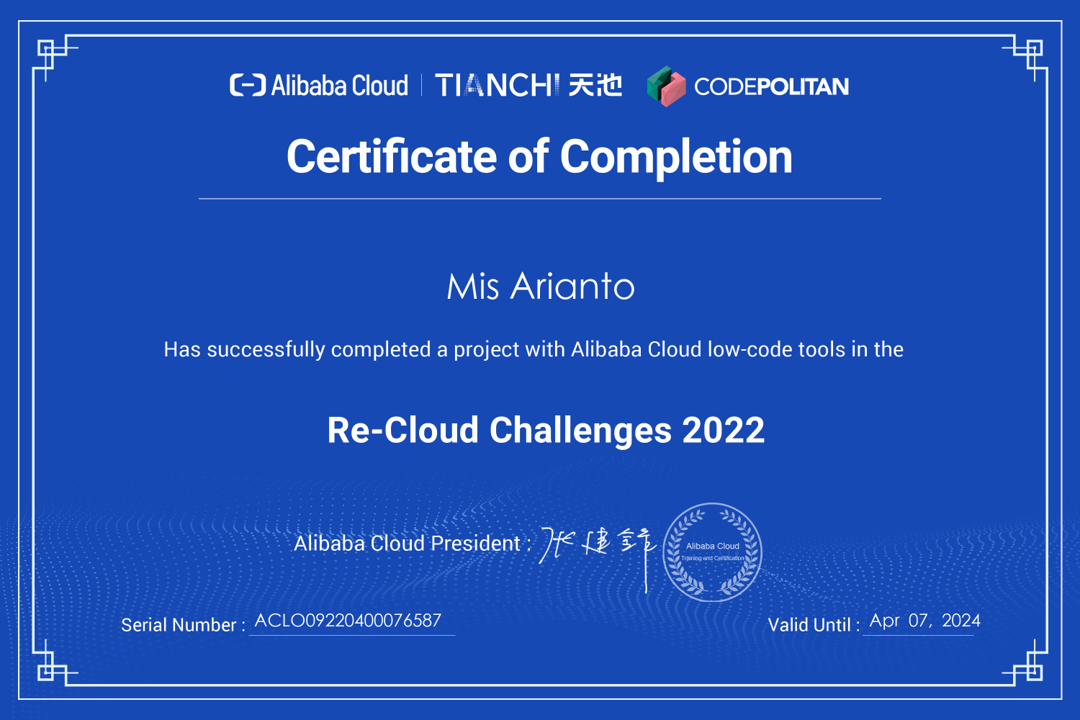 Alibaba Cloud | TIANCHI 天池 CODEPOLITAN
Certificate of Completion
Mis Arianto
Has successfully completed a project with Alibaba Cloud low-code tools in the
Re-Cloud Challenges 2022
Alibaba Cloud President : 张建锋
Alibaba Cloud
Training and Certification
Serial Number : ACLO09220400076587
Valid Until : Apr 07, 2024